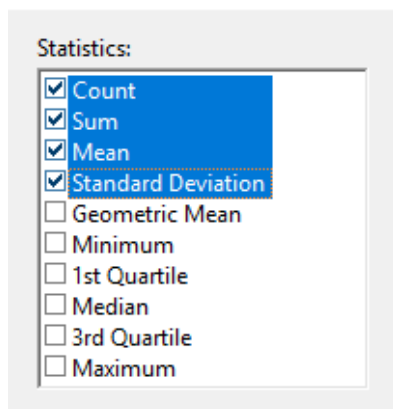 Statistics:
Count
Sum
Mean
Standard Deviation
Geometric Mean
Minimum
1st Quartile
Median
3rd Quartile
Maximum